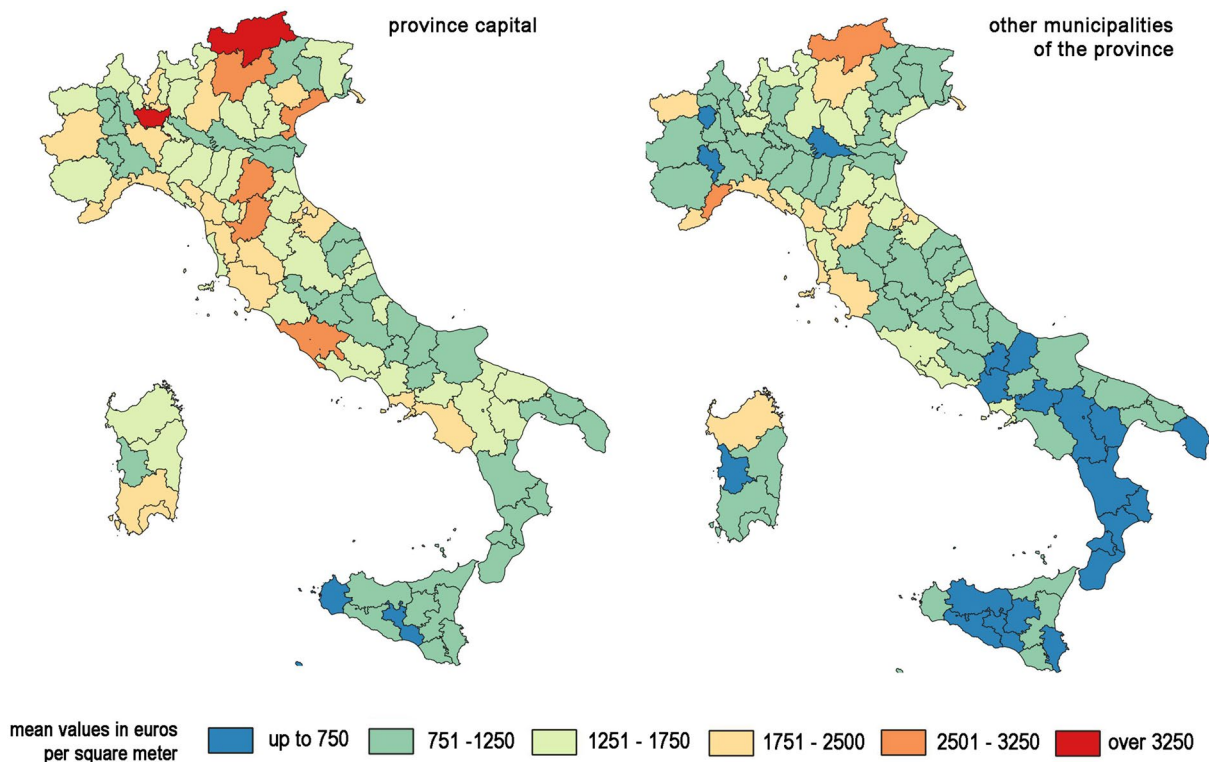 province capital
other municipalities
of the province
mean values in euros
per square meter
up to 750
751 -1250
1251 - 1750
1751 - 2500
2501 - 3250
over 3250